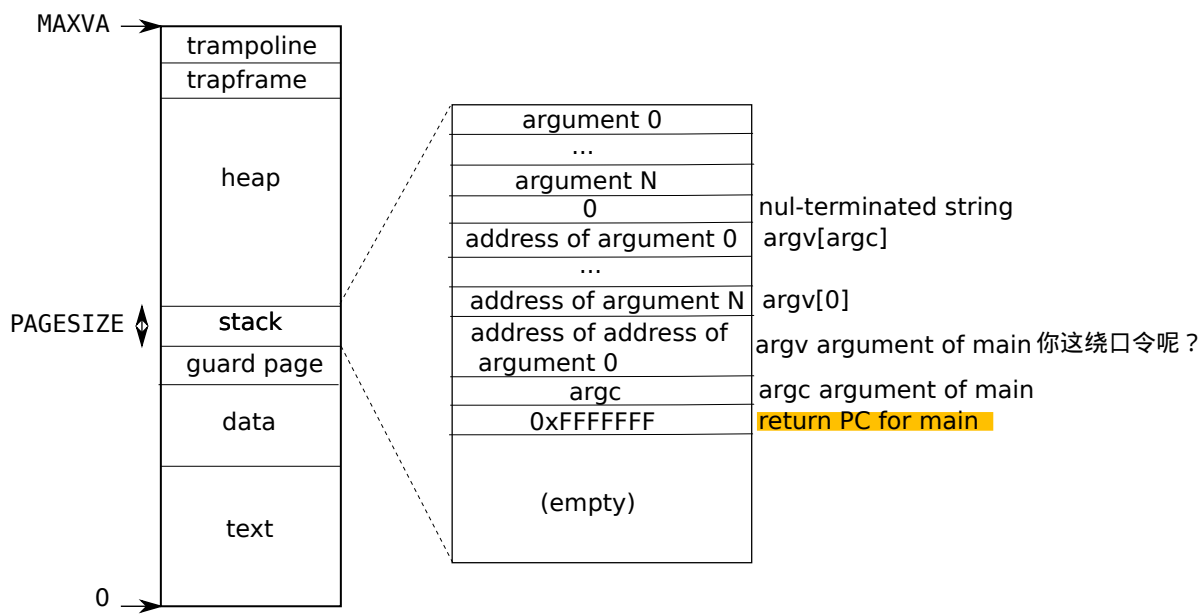 MAXVA
trampoline
trapframe
heap
PAGESIZE
stack
guard page
data
text
0
argument 0
...
argument N
0 nul-terminated string
address of argument 0 argv[argc]
...
address of argument N argv[0]
address of address of
argument 0
argv argument of main 你这绕口令呢？
argc argc argument of main
0xFFFFFFF return PC for main
(empty)